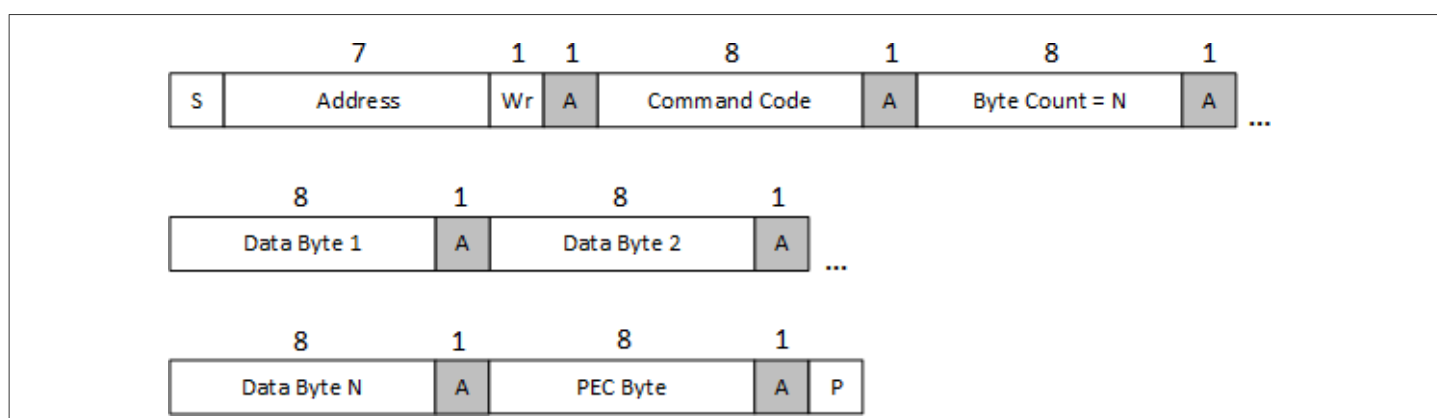 7 1 1 8 1 8 1
S Address Wr A Command Code A Byte Count = N A ...
8 1 8 1
Data Byte 1 A Data Byte 2 A ...
8 1 8 1
Data Byte N A PEC Byte A P